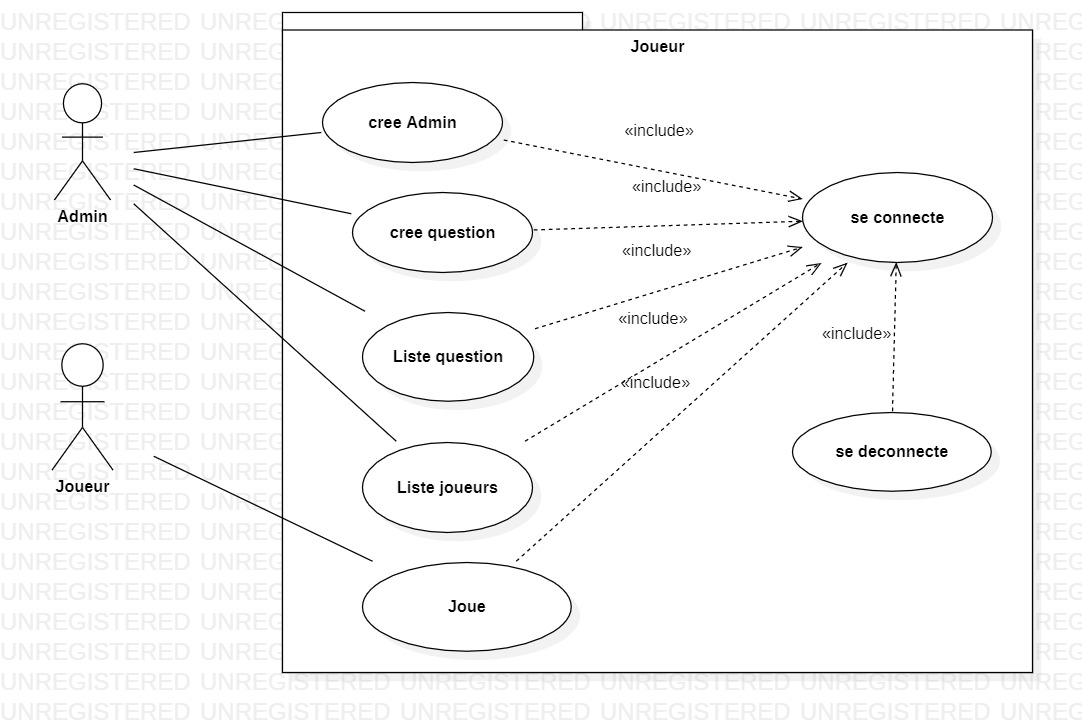 Joueur
cree Admin
«include»
«include»
Admin
se connecte
cree question
«include»
«include»
«include»
Liste question
«include»
se deconnecte
Joueur
Liste joueurs
Joue
UNREGISTERED